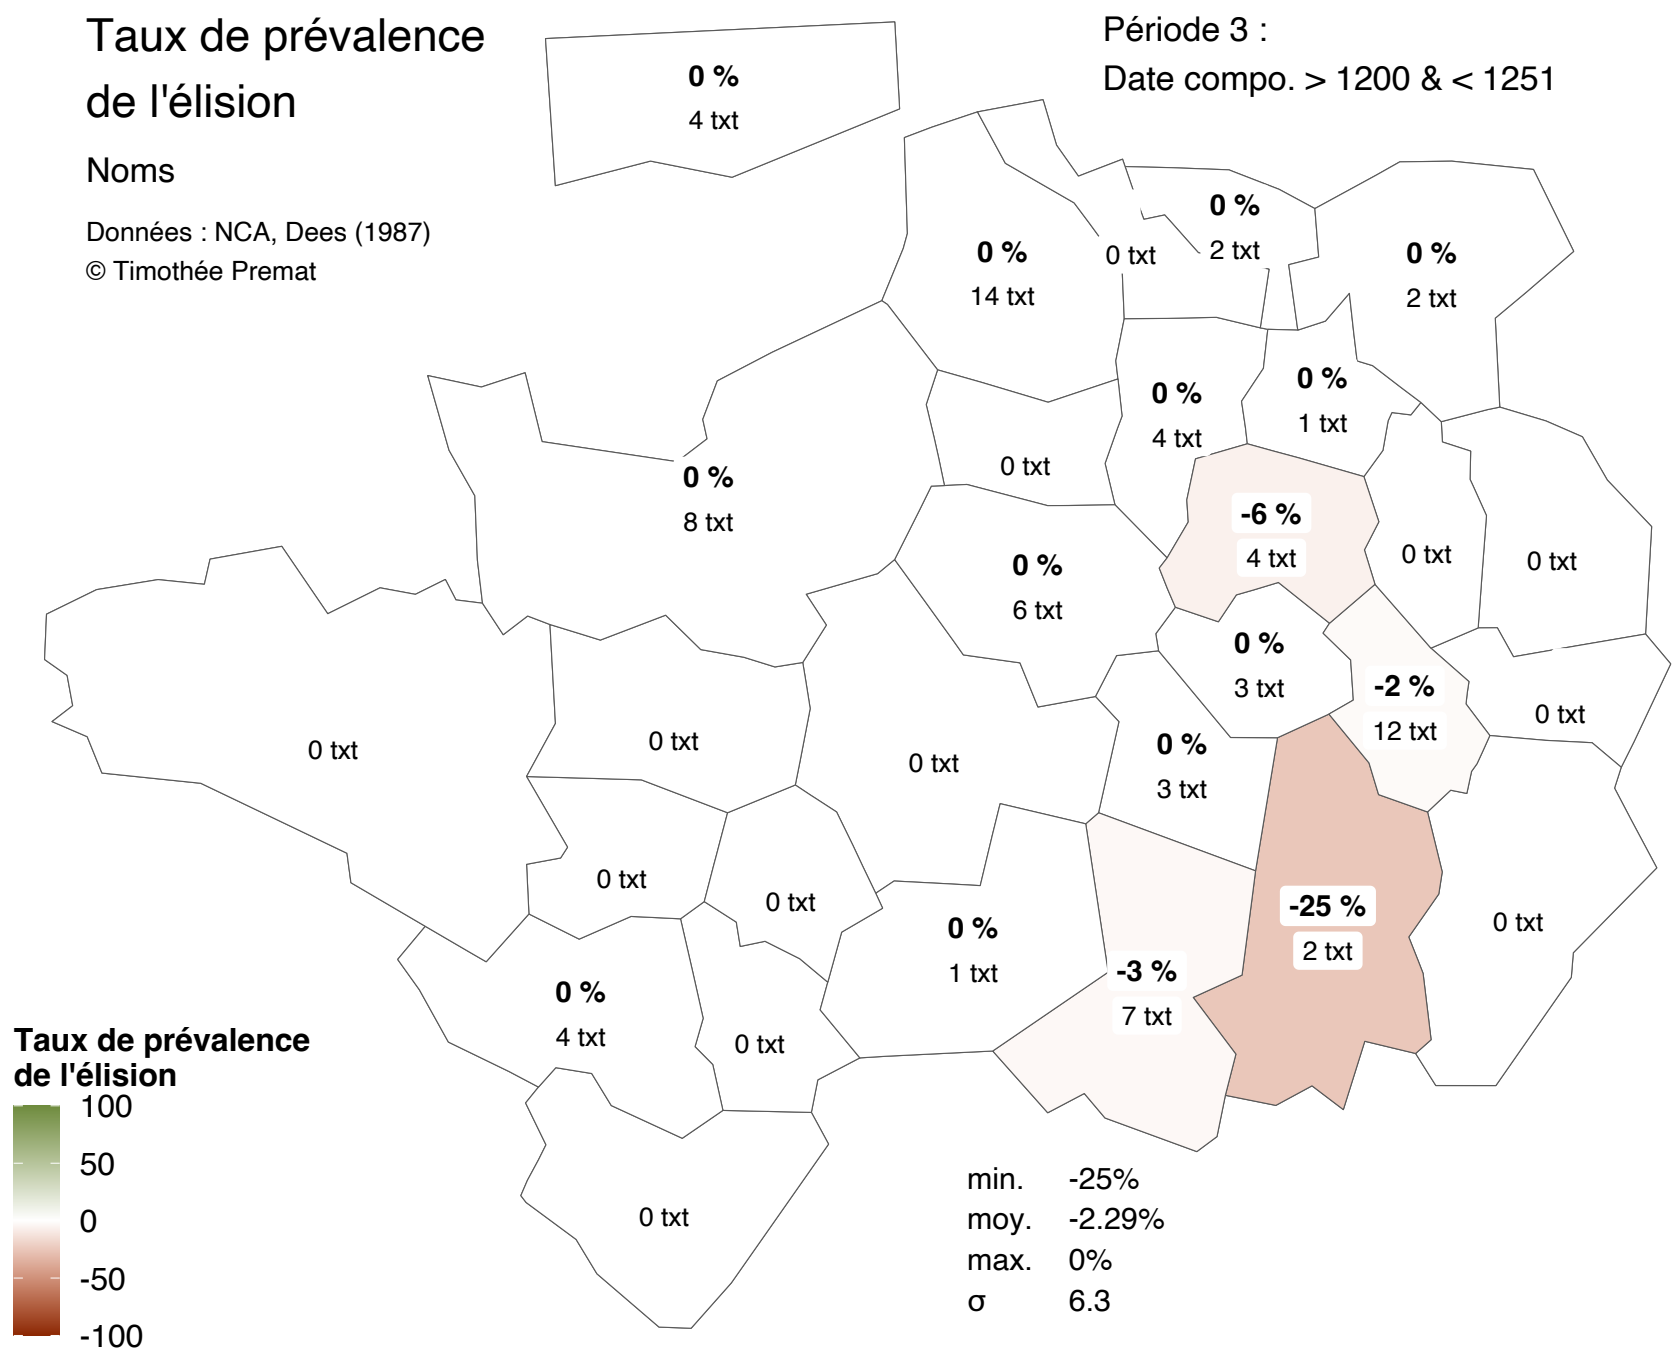 Taux de prévalence
de l'élision
Noms
Données : NCA, Dees (1987)
© Timothée Premat
Période 3 :
Date compo. > 1200 & < 1251
0 %
4 txt
0 %
2 txt
0 %
14 txt
0 txt
0 %
2 txt
0 %
4 txt
0 %
1 txt
0 txt
0 %
8 txt
-6 %
4 txt
0 txt
0 txt
0 %
6 txt
0 %
3 txt
-2 %
12 txt
0 txt
0 txt
0 txt
0 txt
0 %
3 txt
0 txt
0 txt
-25 %
2 txt
0 txt
0 %
1 txt
-3 %
7 txt
0 %
4 txt
0 txt
0 txt
Taux de prévalence
de l'élision
100
50
0
-50
-100
min. -25%
moy. -2.29%
max. 0%
σ 6.3